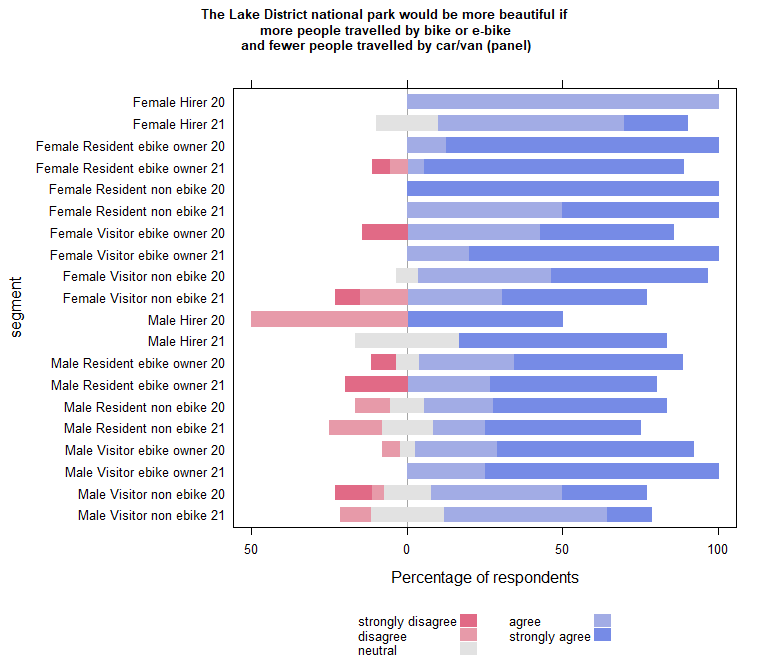 The Lake District national park would be more beautiful if
more people travelled by bike or e-bike
and fewer people travelled by car/van (panel)
Female Hirer 20
Female Hirer 21
Female Resident ebike owner 20
Female Resident ebike owner 21
Female Resident non ebike 20
Female Resident non ebike 21
Female Visitor ebike owner 20
Female Visitor ebike owner 21
Female Visitor non ebike 20
Female Visitor non ebike 21
Male Hirer 20
Male Hirer 21
Male Resident ebike owner 20
Male Resident ebike owner 21
Male Resident non ebike 20
Male Resident non ebike 21
Male Visitor ebike owner 20
Male Visitor ebike owner 21
Male Visitor non ebike 20
Male Visitor non ebike 21
segment
50 0 50 100
Percentage of respondents
strongly disagree agree
disagree strongly agree
neutral